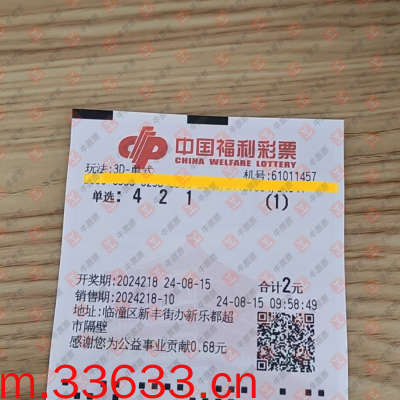 中国福利彩票
CHINA WELFARE LOTTERY
玩法:3D-单式 机号:61011457
单选: 4 2 1 (1)
开奖期:2024218 24-08-15 合计2元
销售期:2024218-10 24-08-15 09:58:49
地址:临潼区新丰街办新乐都超
市隔壁
感谢您为公益事业贡献0.68元
m.33633.cn